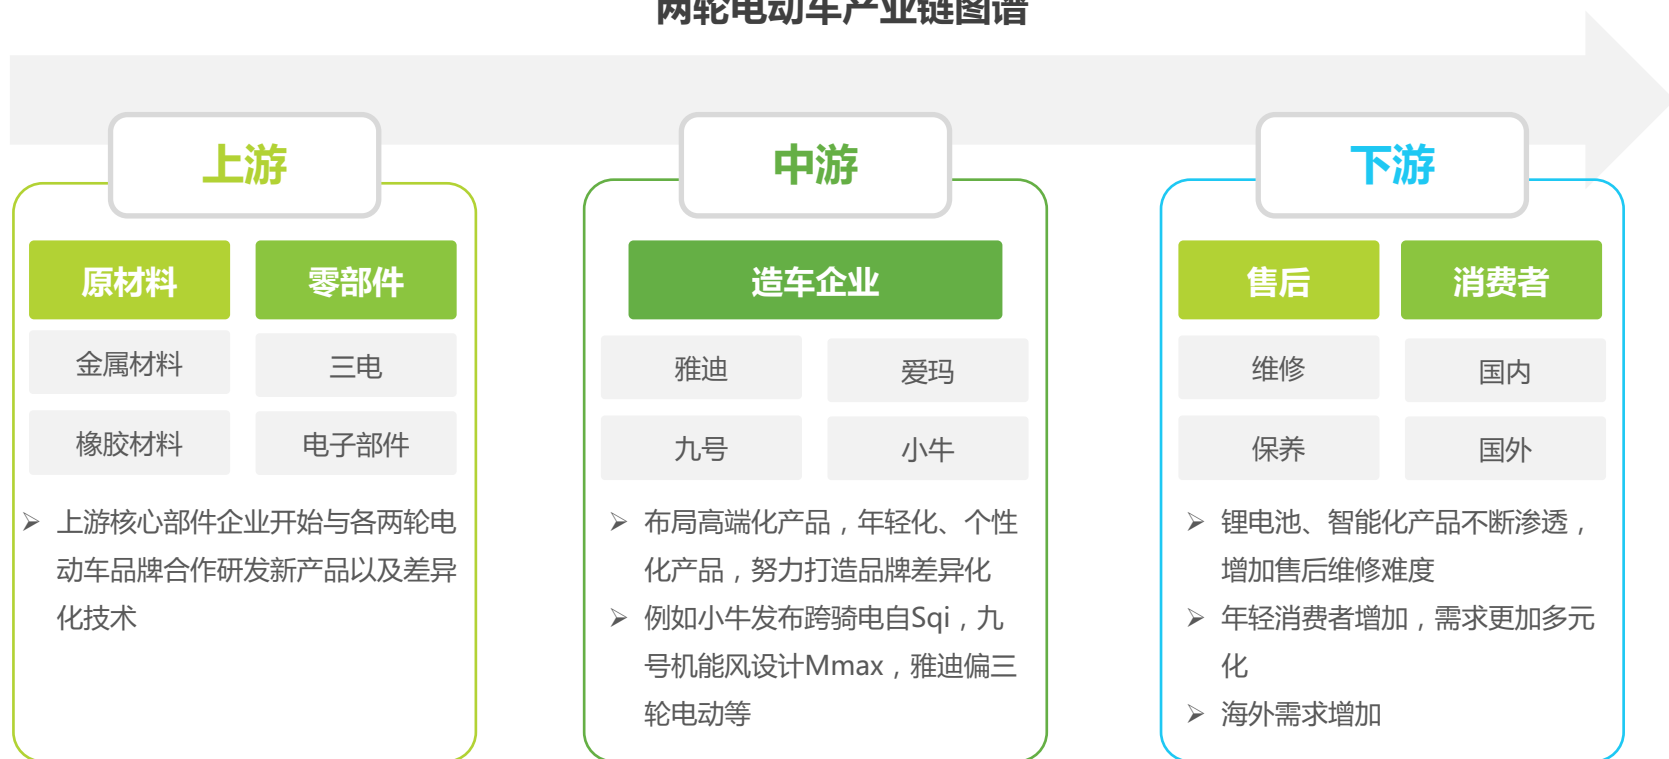 两轮电动车产业链图谱
上游
中游
下游
原材料
零部件
金属材料
三电
橡胶材料
电子部件
上游核心部件企业开始与各两轮电
动车品牌合作研发新产品以及差异
化技术
造车企业
雅迪
爱玛
九号
小牛
布局高端化产品，年轻化、个性
化产品，努力打造品牌差异化
例如小牛发布跨骑电自Sqi，九
号机能风设计Mmax，雅迪偏三
轮电动等
售后
消费者
维修
国内
保养
国外
锂电池、智能化产品不断渗透，
增加售后维修难度
年轻消费者增加，需求更加多元
化
海外需求增加